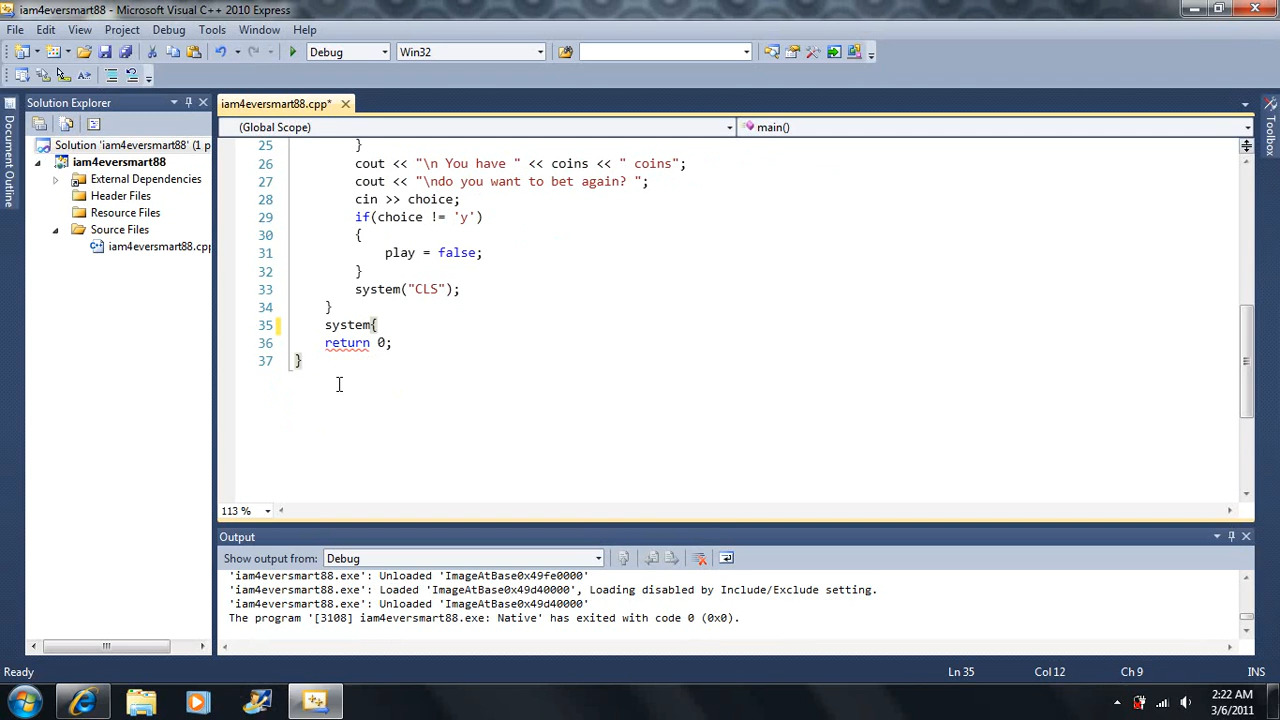 iam4eversmart88 - Microsoft Visual C++ 2010 Express
File Edit View Project Debug Tools Window Help
Debug Win32
Solution Explorer
iam4eversmart88.cpp*
(Global Scope) main()
Document Outline
Toolbox
Solution 'iam4eversmart88' (1 p
iam4eversmart88
External Dependencies
Header Files
Resource Files
Source Files
iam4eversmart88.cpp
25 }
26 cout << "\n You have " << coins << " coins";
27 cout << "\ndo you want to bet again? ";
28 cin >> choice;
29 if(choice != 'y')
30 {
31 play = false;
32 }
33 system("CLS");
34 }
35 system{
36 return 0;
37 }
113 %
Output
Show output from: Debug
'iam4eversmart88.exe': Unloaded 'ImageAtBase0x49fe0000'
'iam4eversmart88.exe': Loaded 'ImageAtBase0x49d40000', Loading disabled by Include/Exclude setting.
'iam4eversmart88.exe': Unloaded 'ImageAtBase0x49d40000'
The program '[3108] iam4eversmart88.exe: Native' has exited with code 0 (0x0).
Ready Ln 35 Col 12 Ch 9 INS
2:22 AM
3/6/2011